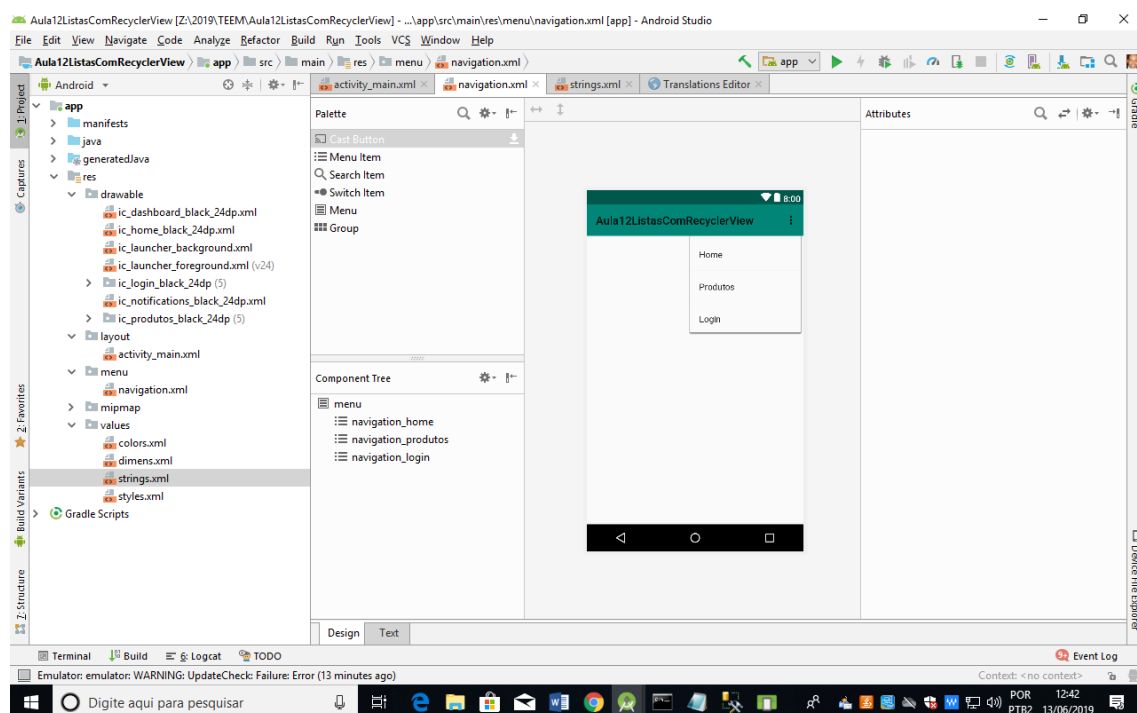 Aula12ListasComRecyclerView [Z:\2019\TEEM\Aula12ListasComRecyclerView] - ...\app\src\main\res\menu\navigation.xml [app] - Android Studio
File Edit View Navigate Code Analyze Refactor Build Run Tools VCS Window Help
Aula12ListasComRecyclerView app src main res menu navigation.xml app
Android activity_main.xml navigation.xml strings.xml Translations Editor
1: Project
Captures
2: Favorites
Build Variants
Z: Structure
app
manifests
java
generatedJava
res
drawable
ic_dashboard_black_24dp.xml
ic_home_black_24dp.xml
ic_launcher_background.xml
ic_launcher_foreground.xml (v24)
ic_login_black_24dp (5)
ic_notifications_black_24dp.xml
ic_produtos_black_24dp (5)
layout
activity_main.xml
menu
navigation.xml
mipmap
values
colors.xml
dimens.xml
strings.xml
styles.xml
Gradle Scripts
Palette
Cast Button
Menu Item
Search Item
Switch Item
Menu
Group
Component Tree
menu
navigation_home
navigation_produtos
navigation_login
8:00
Aula12ListasComRecyclerView
Home
Produtos
Login
Attributes
Gradle
Device File Explorer
Design Text
Terminal Build 6: Logcat TODO Event Log
Emulator: emulator: WARNING: UpdateCheck: Failure: Error (13 minutes ago) Context: <no context>
Digite aqui para pesquisar
POR 12:42
PTB2 13/06/2019